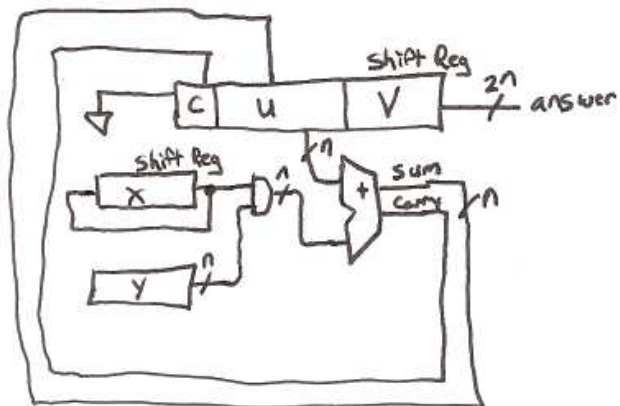 Shift Reg
C U V
2n
answer
n
Shift Reg
X
n
+
sum
carry
n
Y
n